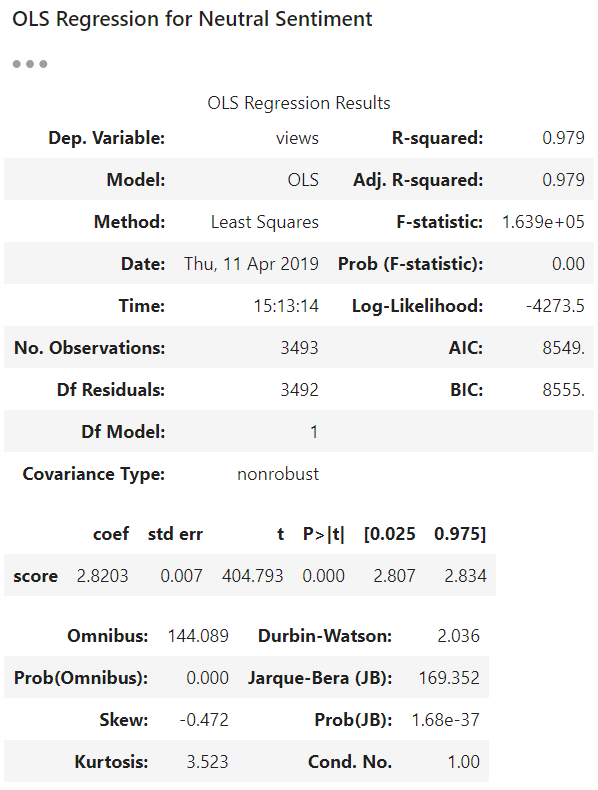 OLS Regression for Neutral Sentiment
OLS Regression Results
Dep. Variable: views R-squared: 0.979
Model: OLS Adj. R-squared: 0.979
Method: Least Squares F-statistic: 1.639e+05
Date: Thu, 11 Apr 2019 Prob (F-statistic): 0.00
Time: 15:13:14 Log-Likelihood: -4273.5
No. Observations: 3493 AIC: 8549.
Df Residuals: 3492 BIC: 8555.
Df Model: 1
Covariance Type: nonrobust
coef std err t P>|t| [0.025 0.975]
score 2.8203 0.007 404.793 0.000 2.807 2.834
Omnibus: 144.089 Durbin-Watson: 2.036
Prob(Omnibus): 0.000 Jarque-Bera (JB): 169.352
Skew: -0.472 Prob(JB): 1.68e-37
Kurtosis: 3.523 Cond. No. 1.00